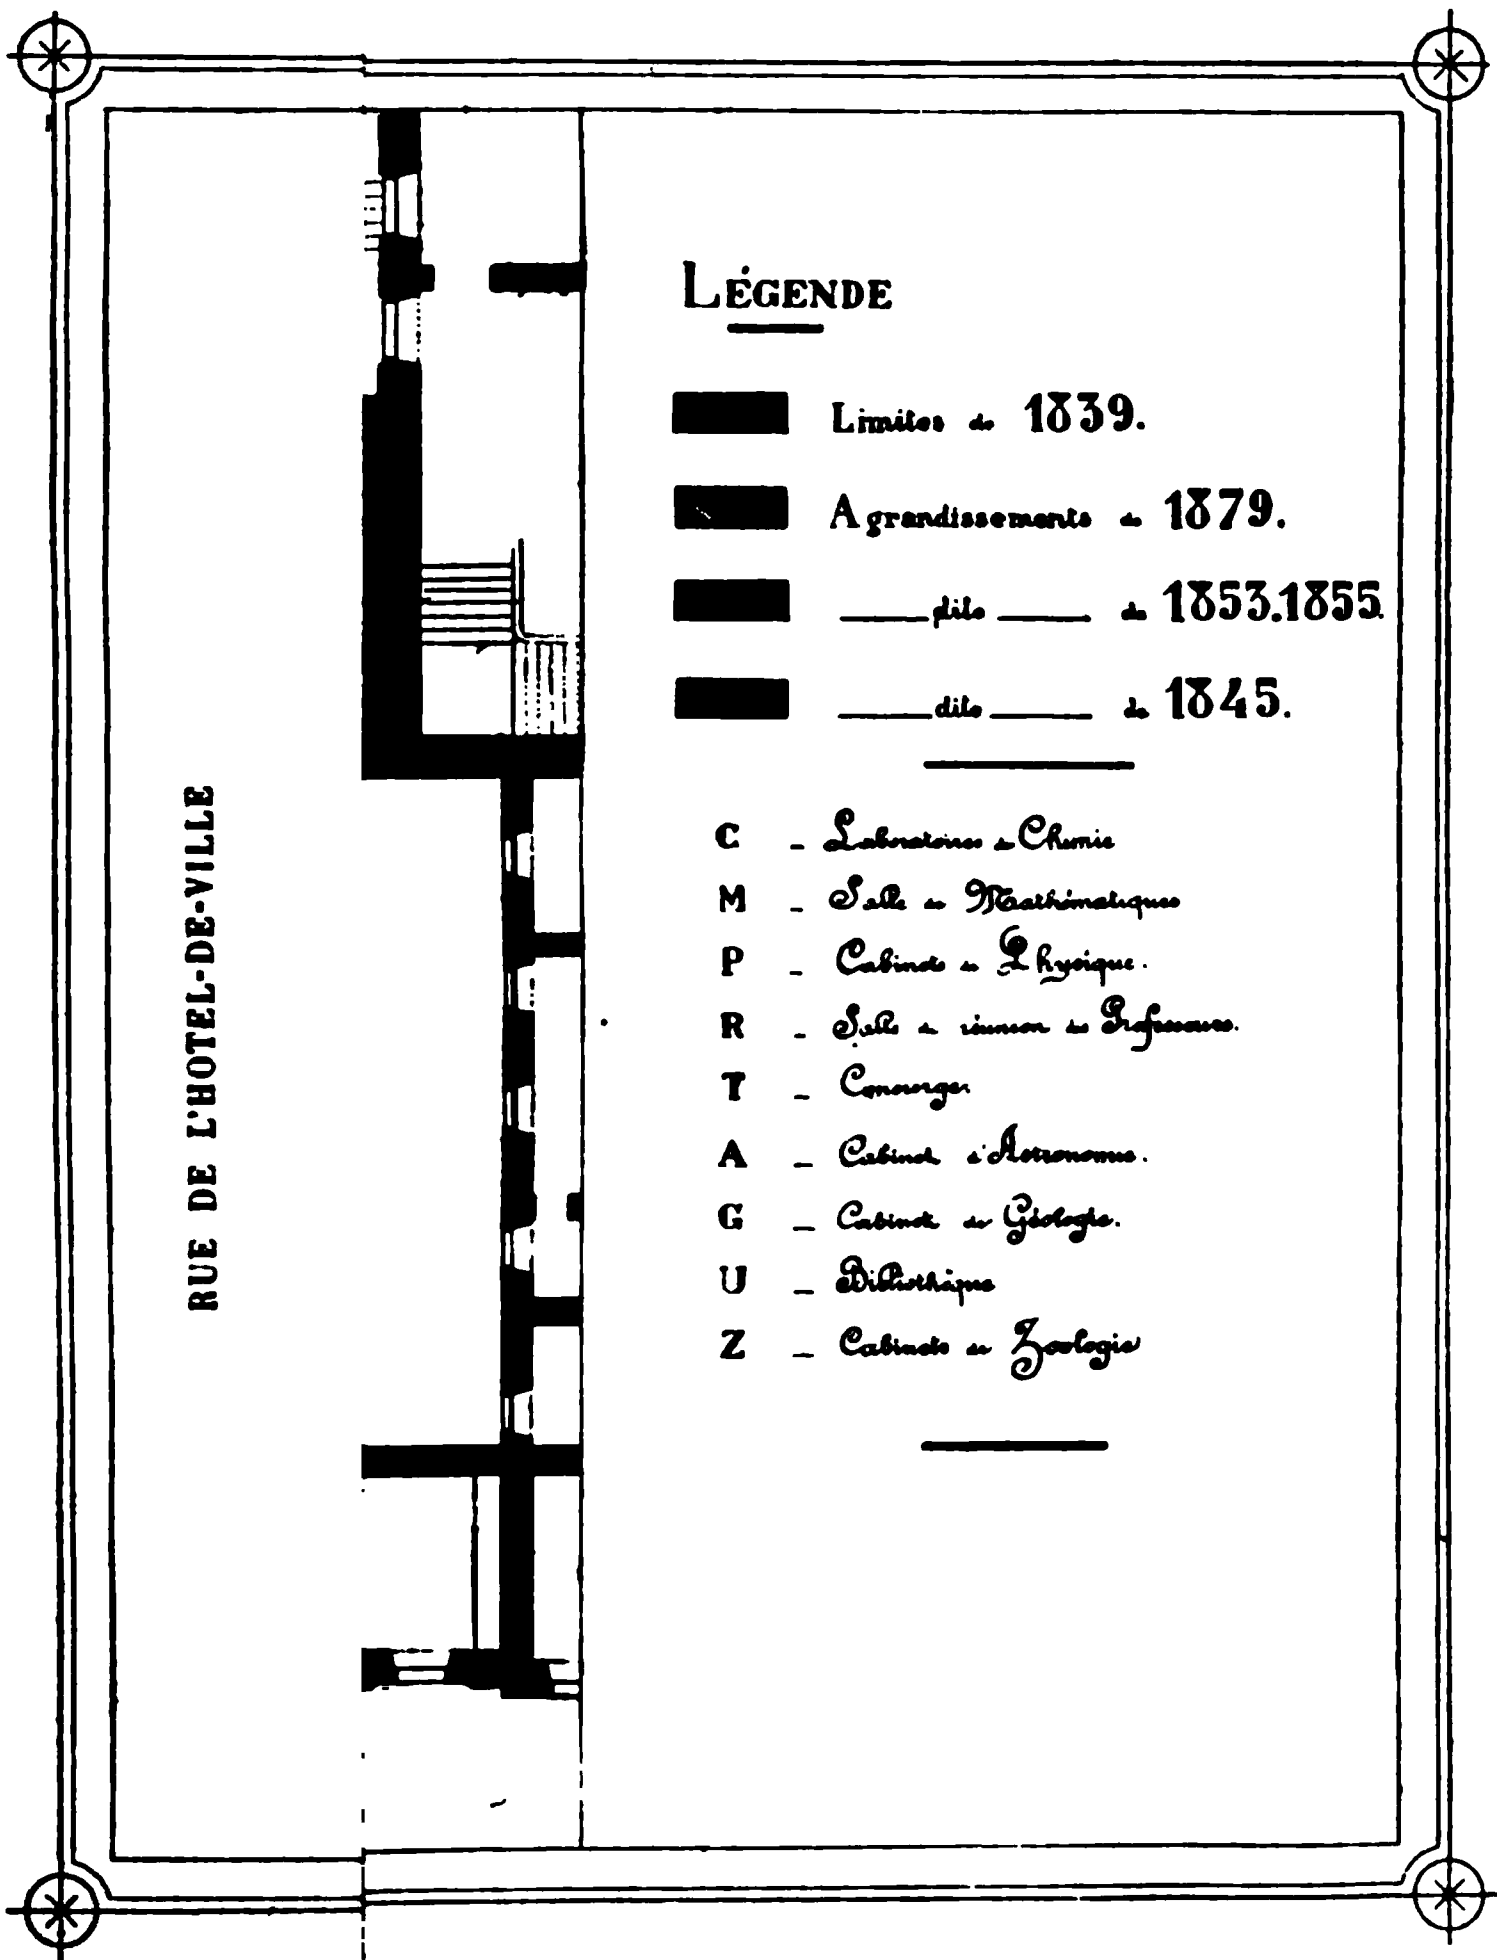 RUE DE L'HOTEL-DE-VILLE
LÉGENDE
Limites de 1839.
Agrandissements de 1879.
dito de 1853.1855.
dito de 1845.
C - Laboratoires de Chimie
M - Salle de Mathématiques
P - Cabinets de Physique.
R - Salle de réunion des Professeurs.
T - Concierge.
A - Cabinet d'Astronomie.
G - Cabinet de Géologie.
U - Bibliothèque
Z - Cabinets de Zoologie